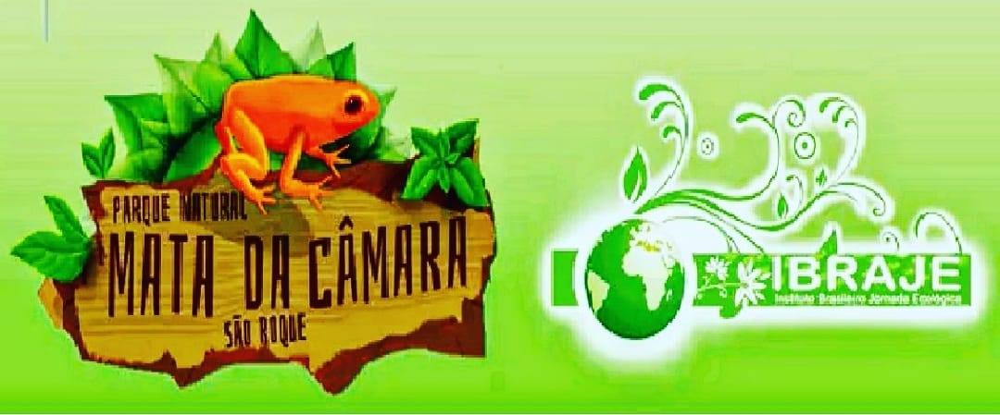 PARQUE NATURAL
MATA DA CÂMARA
SÃO ROQUE
IBRAJE
Instituto Brasileiro Jornada Ecológica